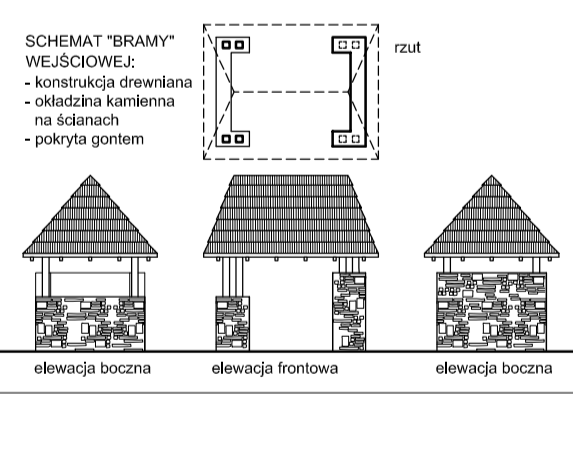 SCHEMAT "BRAMY"
WEJŚCIOWEJ:
- konstrukcja drewniana
- okładzina kamienna
na ścianach
- pokryta gontem
rzut
elewacja boczna
elewacja frontowa
elewacja boczna